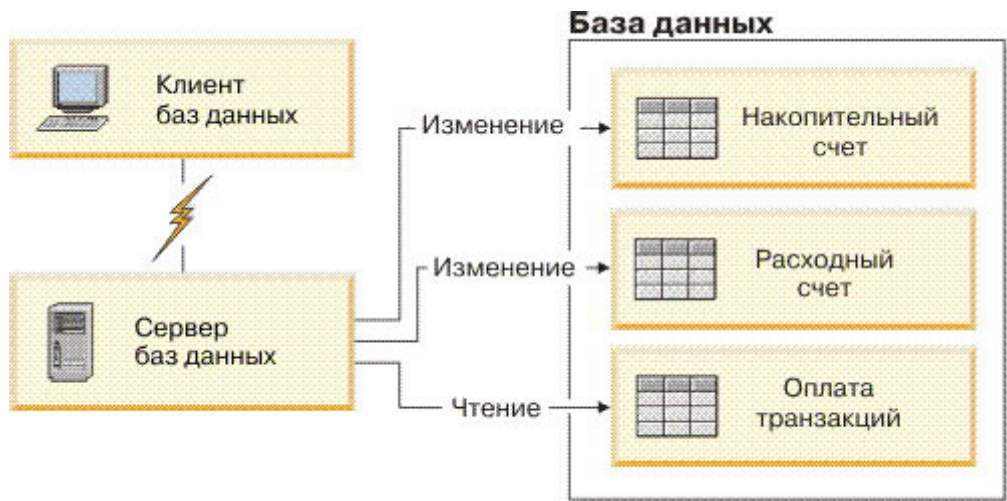 База данных
Клиент
баз данных
Изменение
Накопительный
счет
Изменение
Расходный
счет
Сервер
баз данных
Чтение
Оплата
транзакций